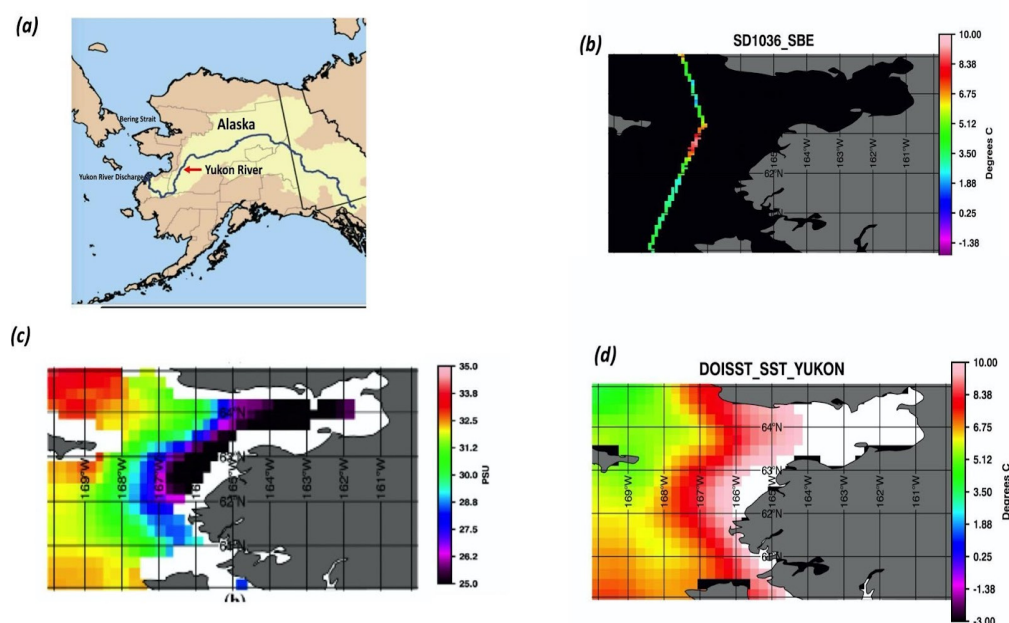 (a)
Bering Strait
Alaska
Yukon River Discharge
Yukon River
(b)
SD1036_SBE
10.00
8.38
6.75
5.12
3.50
1.88
0.25
-1.38
Degrees C
164°W
163°W
162°W
161°W
62°N
(c)
35.0
33.8
32.5
31.2
30.0
28.8
27.5
26.2
25.0
PSU
169°W
168°W
167°W
165°W
164°W
163°W
162°W
161°W
62°N
(d)
DOISST_SST_YUKON
10.00
8.38
6.75
5.12
3.50
1.88
0.25
-1.38
-3.00
Degrees C
64°N
63°N
62°N
169°W
168°W
167°W
166°W
165°W
164°W
163°W
162°W
161°W